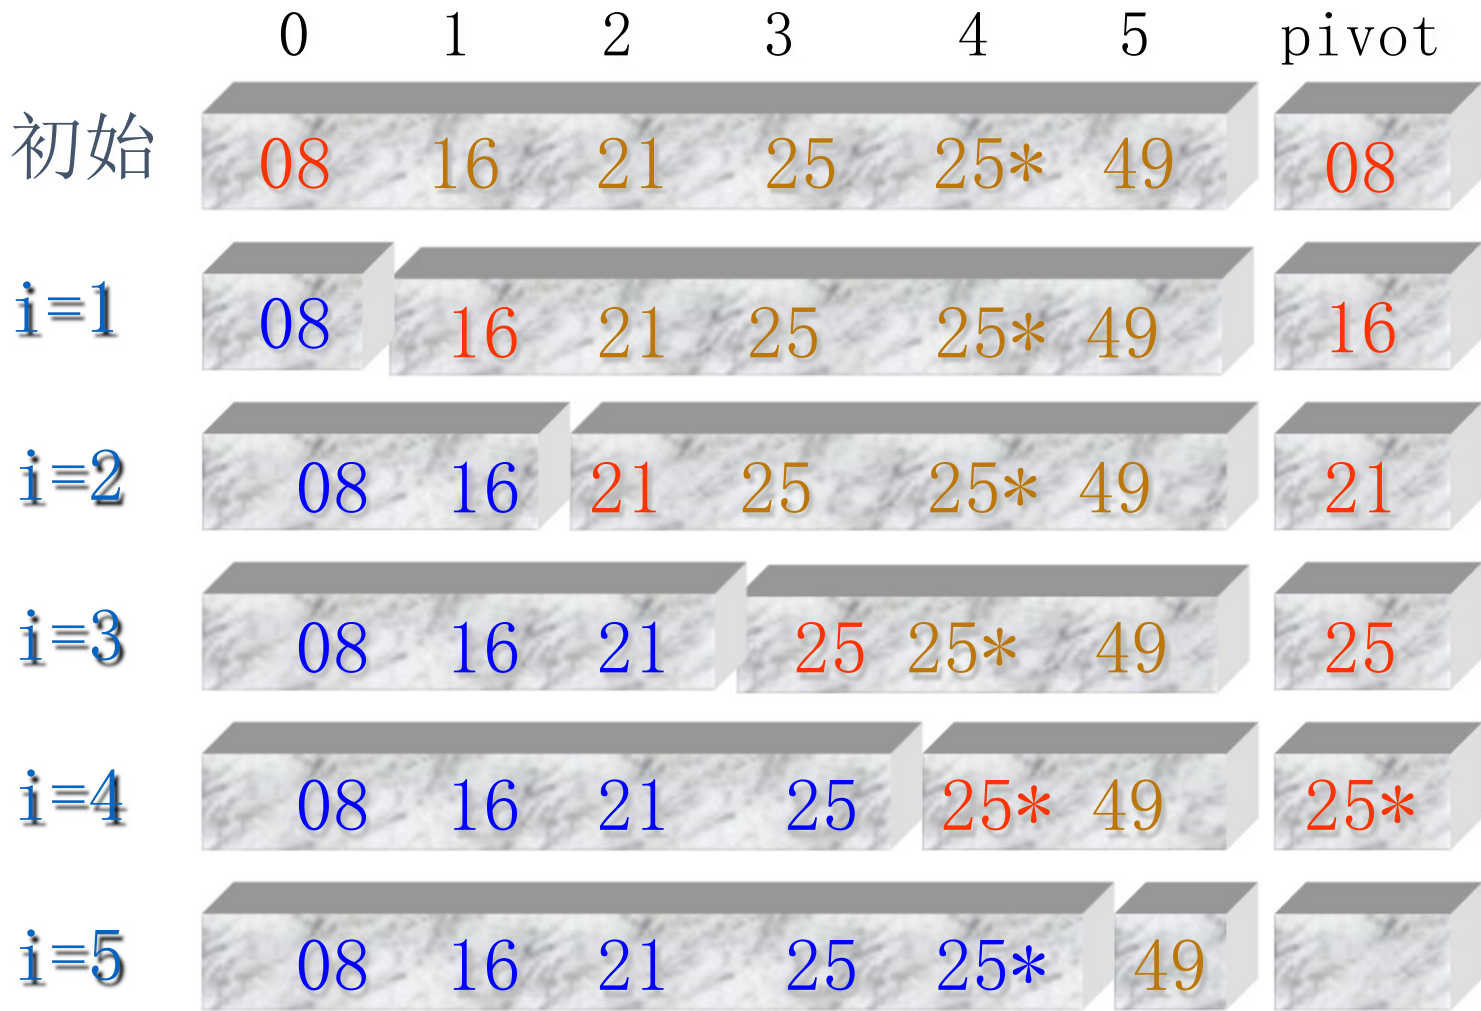 0 1 2 3 4 5 pivot
初始 08 16 21 25 25* 49 08
i=1 08 16 21 25 25* 49 16
i=2 08 16 21 25 25* 49 21
i=3 08 16 21 25 25* 49 25
i=4 08 16 21 25 25* 49 25*
i=5 08 16 21 25 25* 49